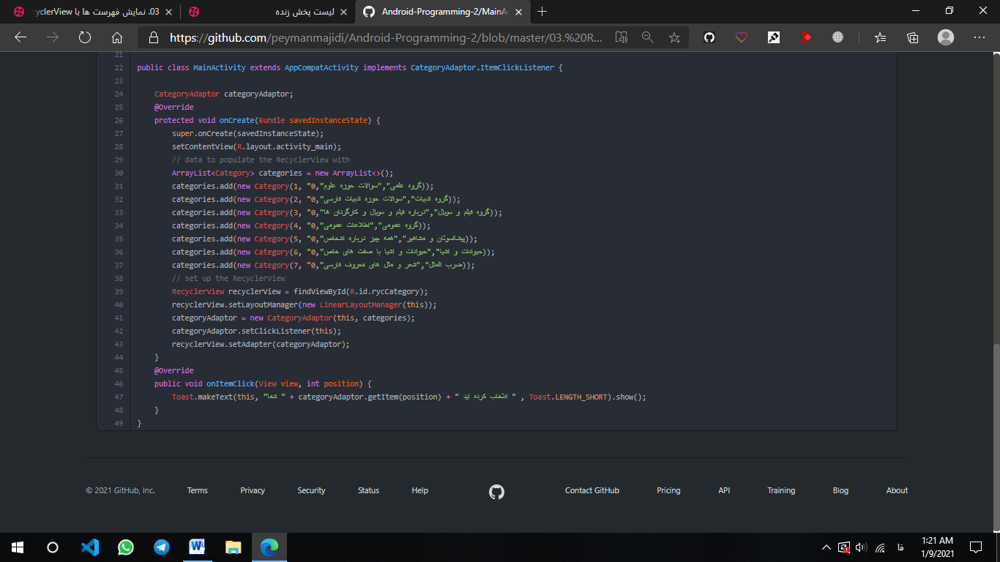 03. نمایش فهرست ها با cyclerView
لیست پخش زنده
Android-Programming-2/MainA
https://github.com/peymanmajidi/Android-Programming-2/blob/master/03.%20R...
21
22 public class MainActivity extends AppCompatActivity implements CategoryAdaptor.ItemClickListener {
23
24 CategoryAdaptor categoryAdaptor;
25 @Override
26 protected void onCreate(Bundle savedInstanceState) {
27 super.onCreate(savedInstanceState);
28 setContentView(R.layout.activity_main);
29 // data to populate the RecyclerView with
30 ArrayList<Category> categories = new ArrayList<>();
31 categories.add(new Category(1, "گروه علمی","سوالات حوزه علوم",0));
32 categories.add(new Category(2, "گروه ادبیات","سوالات حوزه ادبیات فارسی",0));
33 categories.add(new Category(3, "گروه فیلم و سریال","درباره فیلم و سریال و کارگردان ها",0));
34 categories.add(new Category(4, "گروه عمومی","اطلاعات عمومی",0));
35 categories.add(new Category(5, "پیشکسوتان و مشاهیر","همه چیز درباره اشخاص",0));
36 categories.add(new Category(6, "حیوانات و اشیا","حیوانات و اشیا با صفت های خاص",0));
37 categories.add(new Category(7, "ضرب المثل","شعر و مثل های معروف فارسی",0));
38 // set up the RecyclerView
39 RecyclerView recyclerView = findViewById(R.id.rycCategory);
40 recyclerView.setLayoutManager(new LinearLayoutManager(this));
41 categoryAdaptor = new CategoryAdaptor(this, categories);
42 categoryAdaptor.setClickListener(this);
43 recyclerView.setAdapter(categoryAdaptor);
44 }
45 @Override
46 public void onItemClick(View view, int position) {
47 Toast.makeText(this, "شما " + categoryAdaptor.getItem(position) + " انتخاب کرده اید " , Toast.LENGTH_SHORT).show();
48 }
49 }
© 2021 GitHub, Inc. Terms Privacy Security Status Help Contact GitHub Pricing API Training Blog About
فا
1:21 AM
1/9/2021